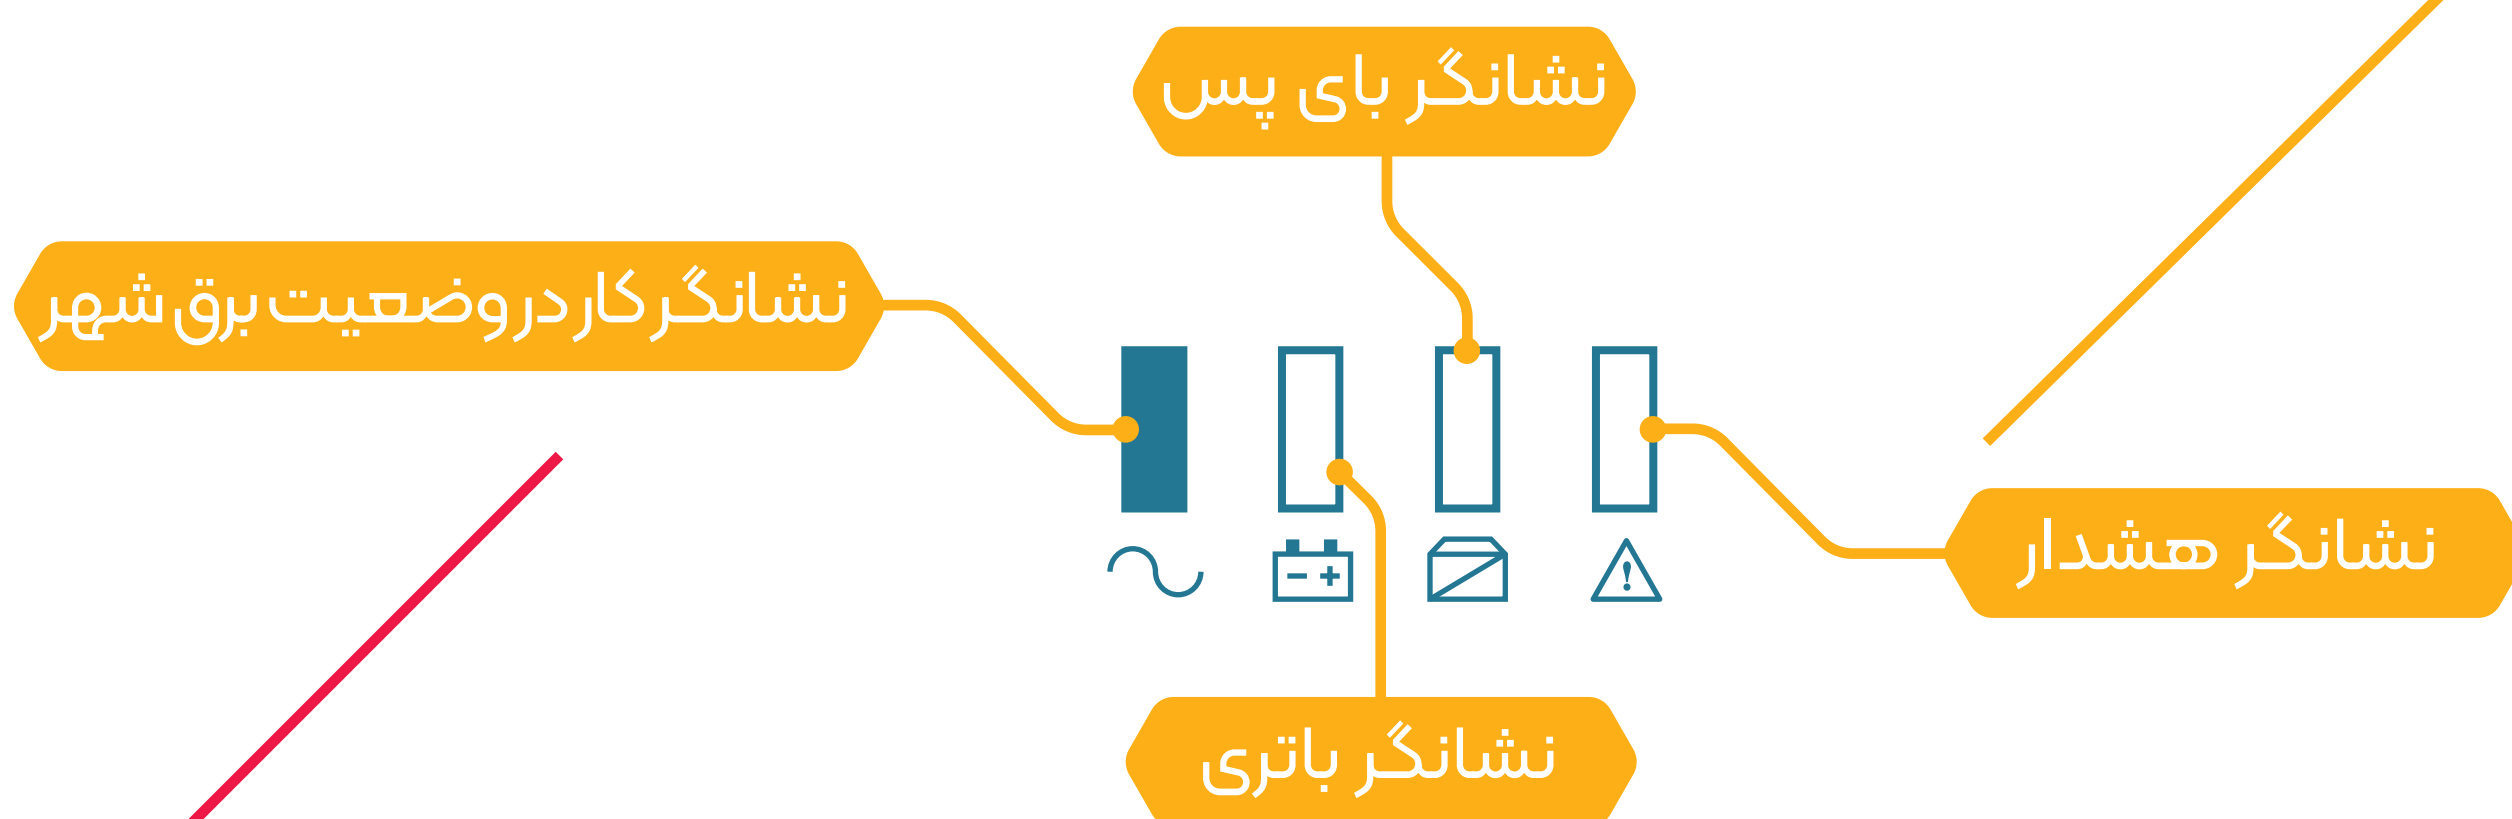 نشانگر بای پس
نشانگر کار در وضعیت برق شهر
نشانگر هشدار
نشانگر باتری